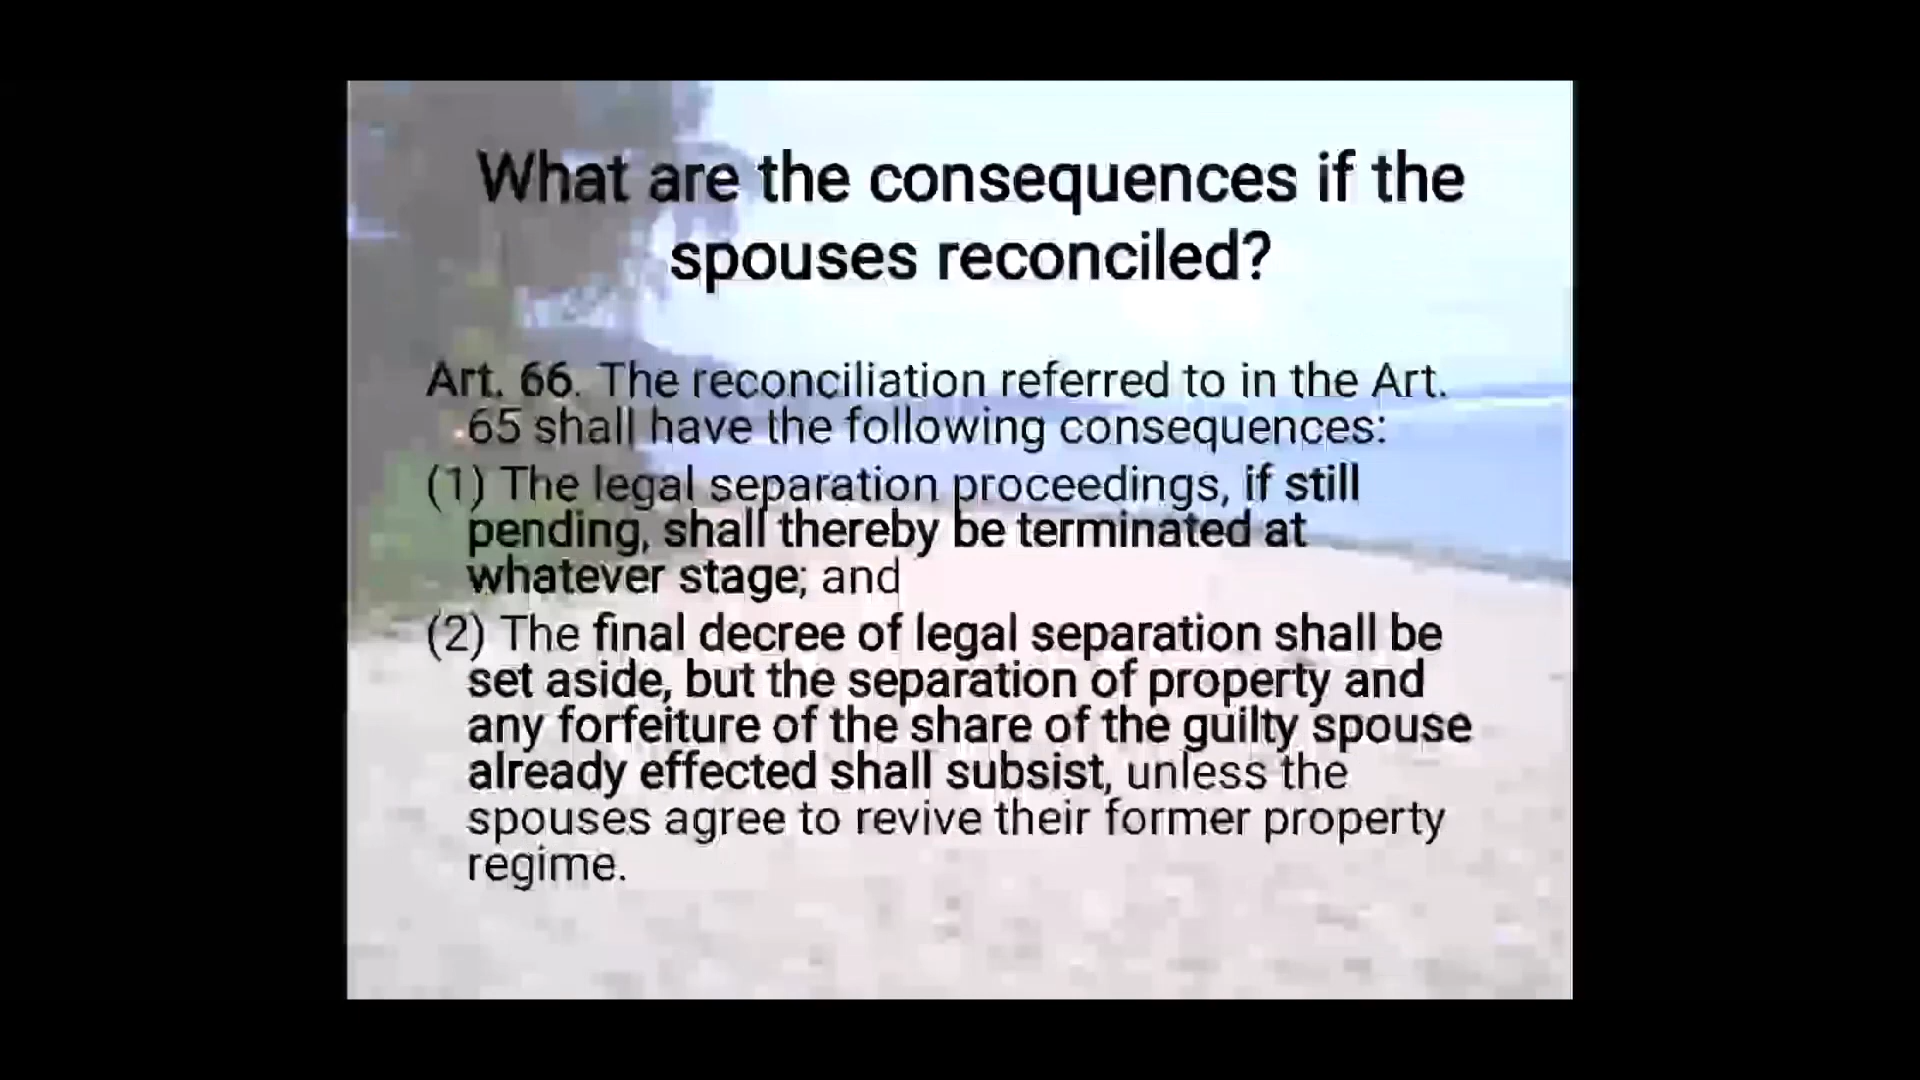 What are the consequences if the
spouses reconciled?
Art. 66. The reconciliation referred to in the Art.
65 shall have the following consequences:
(1) The legal separation proceedings, if still
pending, shall thereby be terminated at
whatever stage; and
(2) The final decree of legal separation shall be
set aside, but the separation of property and
any forfeiture of the share of the guilty spouse
already effected shall subsist, unless the
spouses agree to revive their former property
regime.